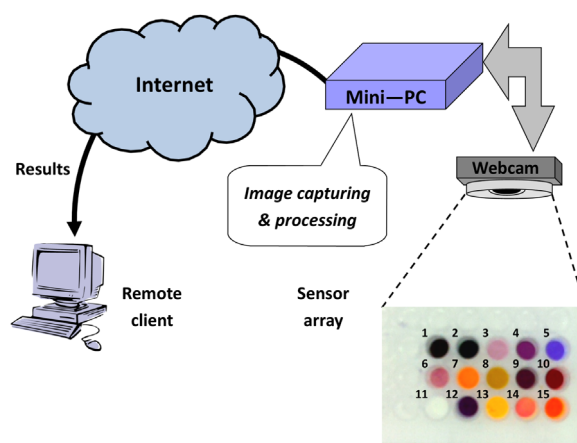 Internet
Mini—PC
Webcam
Results
Image capturing
& processing
Remote
client
Sensor
array
1 2 3 4 5
6 7 8 9 10
11 12 13 14 15